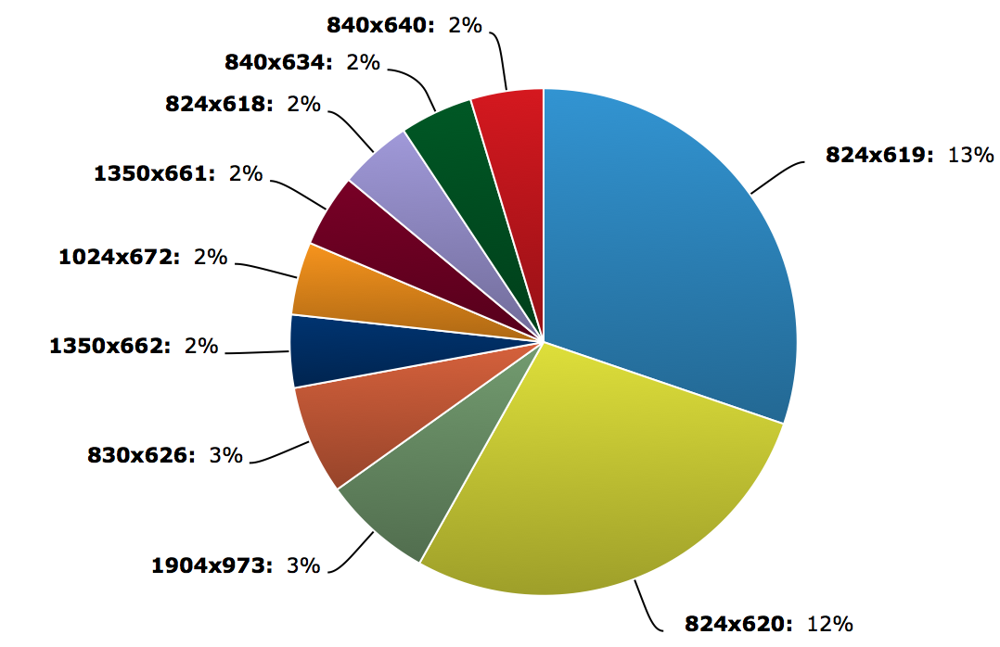 840x640: 2%
840x634: 2%
824x618: 2%
824x619: 13%
1350x661: 2%
1024x672: 2%
1350x662: 2%
830x626: 3%
1904x973: 3%
824x620: 12%